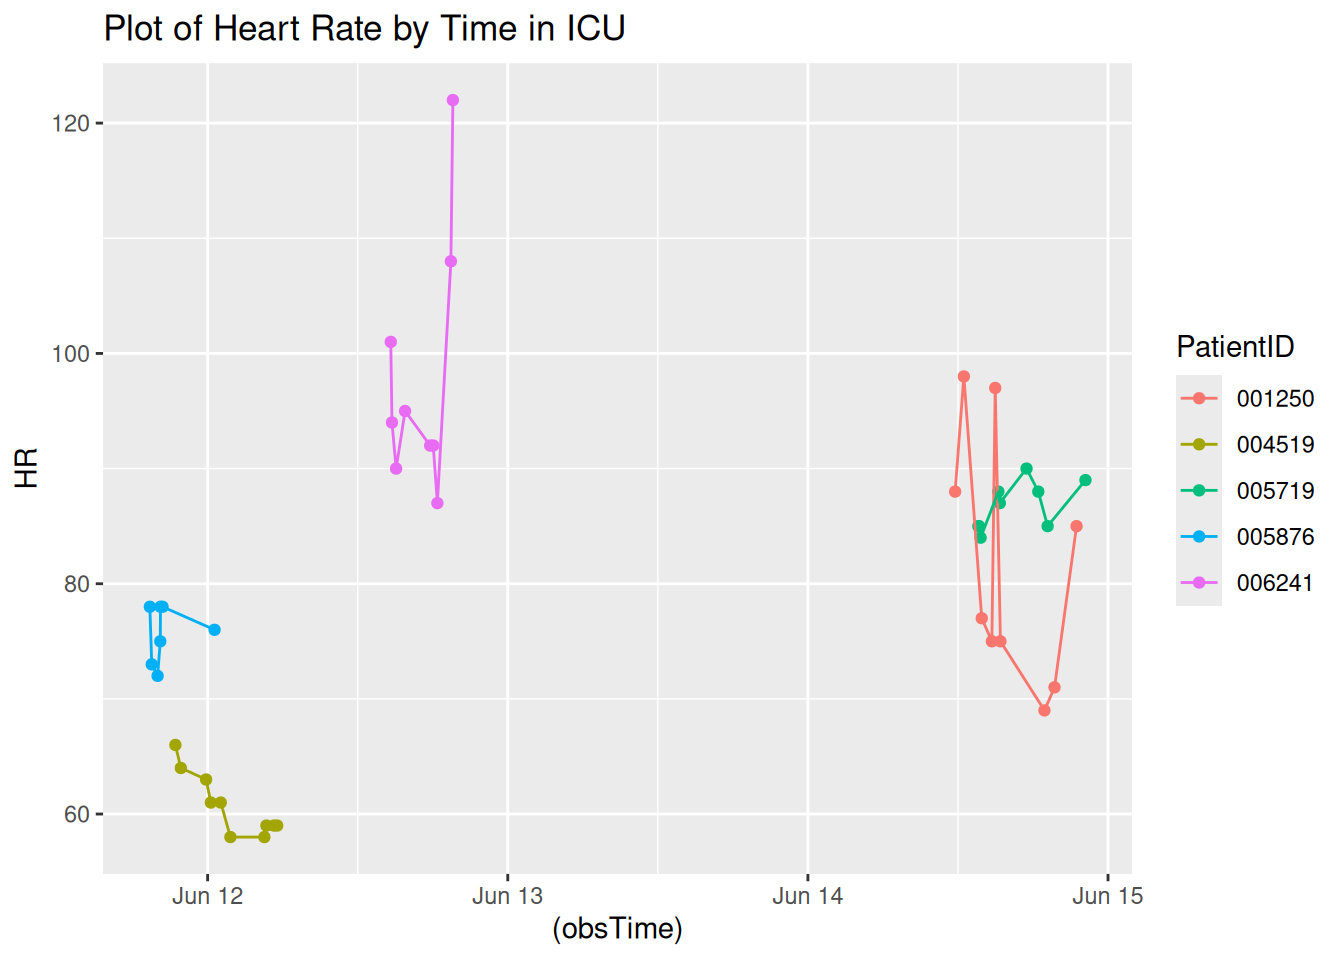 Plot of Heart Rate by Time in ICU
120
100
80
60
HR
Jun 12
Jun 13
Jun 14
Jun 15
(obsTime)
PatientID
001250
004519
005719
005876
006241